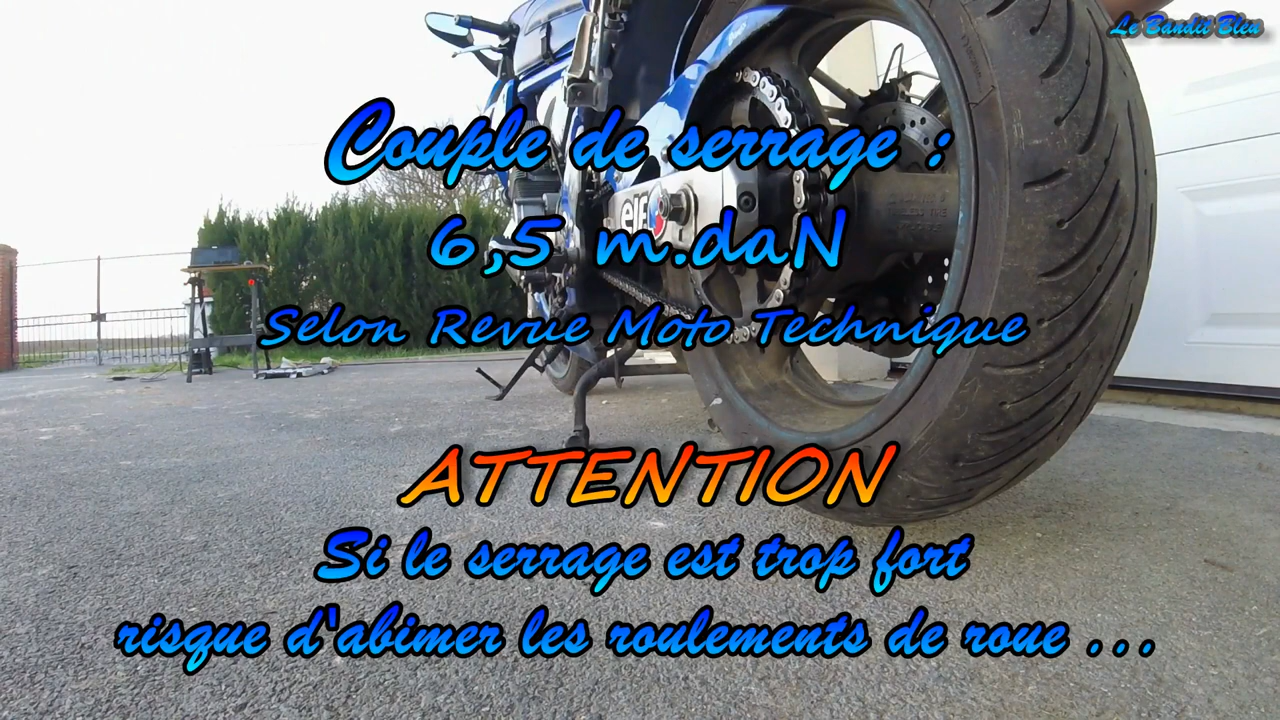 Le Bandit Bleu
Couple de serrage :
6,5 m.daN
elf
Selon Revue Moto Technique
ATTENTION
Si le serrage est trop fort
risque d'abimer les roulements de roue ...